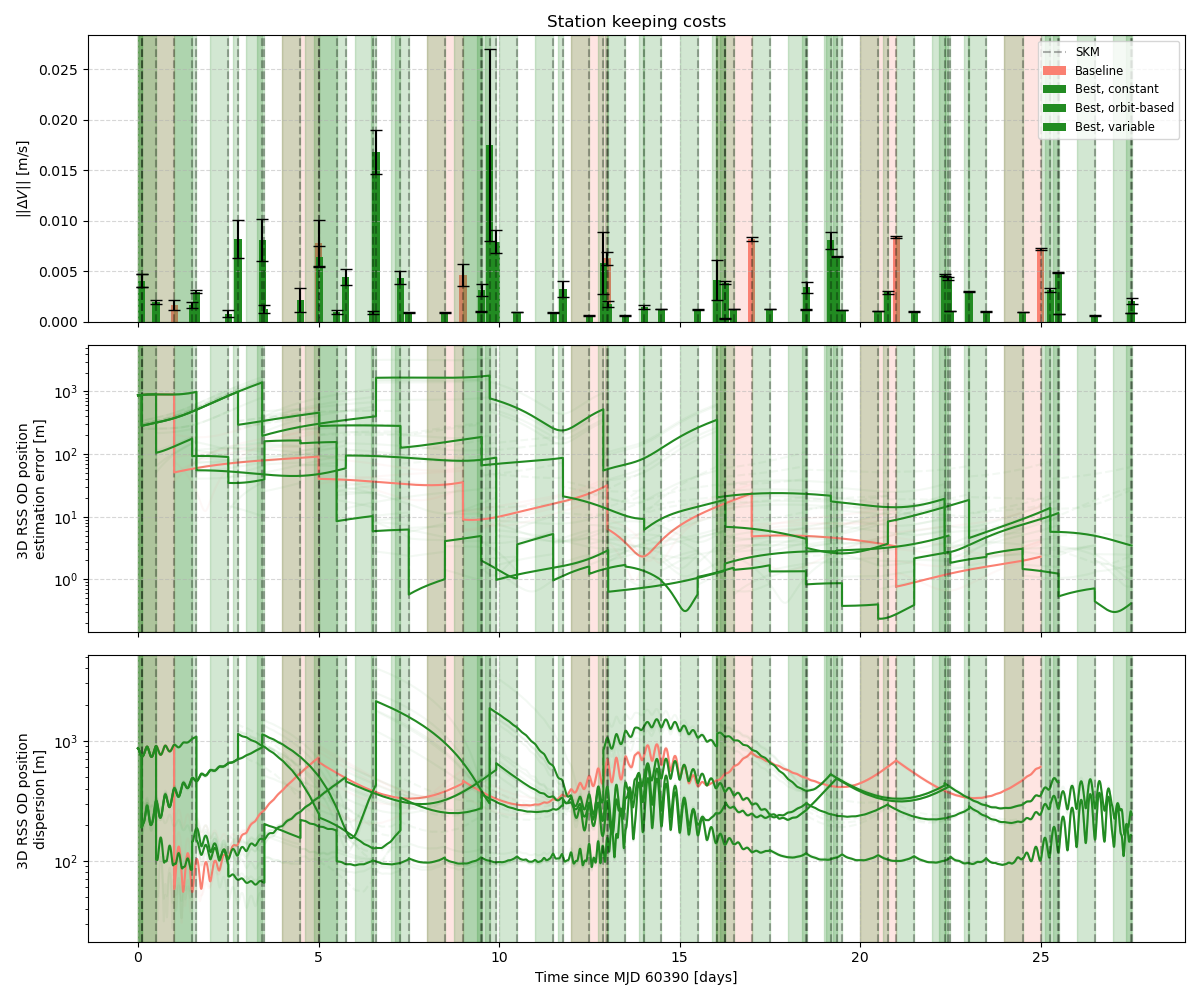 Station keeping costs
||ΔV|| [m/s]
0.025
0.020
0.015
0.010
0.005
0.000
SKM
Baseline
Best, constant
Best, orbit-based
Best, variable
3D RSS OD position
estimation error [m]
10³
10²
10¹
10⁰
3D RSS OD position
dispersion [m]
10³
10²
0 5 10 15 20 25
Time since MJD 60390 [days]